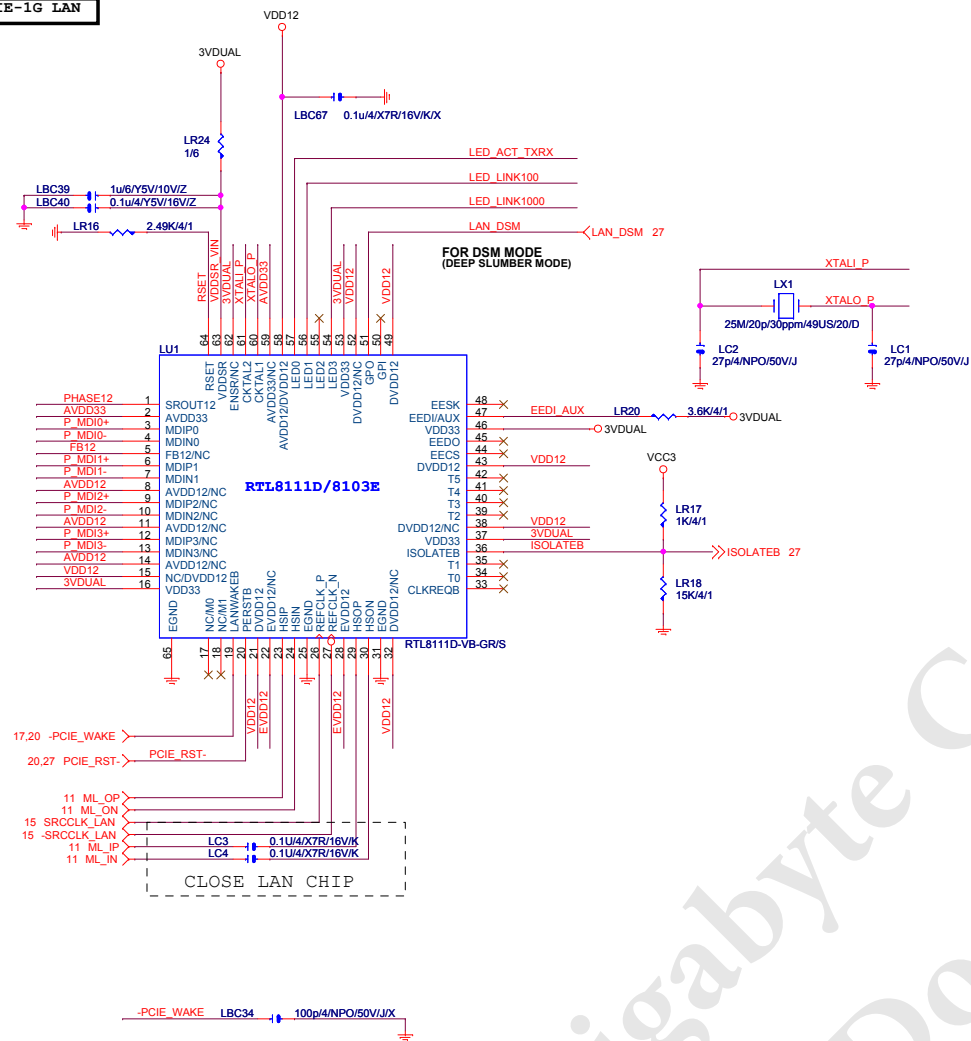 IE-1G LAN
VDD12
3VDUAL
LBC67 0.1u/4/X7R/16V/K/X
LR24
1/6
LED_ACT_TXRX
LBC39 1u/6/Y5V/10V/Z
LED_LINK100
LBC40 0.1u/4/Y5V/16V/Z
LED_LINK1000
LR16 2.49K/4/1
LAN_DSM
LAN_DSM 27
FOR DSM MODE
(DEEP SLUMBER MODE)
RSET
VDDSR_VIN
3VDUAL
XTALI_P
XTALO_P
AVDD33
3VDUAL
VDD12
VDD12
XTALI_P
LX1
XTALO_P
25M/20p/30ppm/49US/20/D
LC2
27p/4/NPO/50V/J
LC1
27p/4/NPO/50V/J
LU1
64 63 62 61 60 59 58 57 56 55 54 53 52 51 50 49
RSET
VDDSR
ENSR/NC
CKTAL2
CKTAL1
AVDD33/NC
AVDD12/DVDD12
LED0
LED1
LED2
LED3
VDD33
DVDD12/NC
GPO
GPI
DVDD12
PHASE12 1 SROUT12
AVDD33 2 AVDD33
P_MDI0+ 3 MDIP0
P_MDI0- 4 MDIN0
FB12 5 FB12/NC
P_MDI1+ 6 MDIP1
P_MDI1- 7 MDIN1
AVDD12 8 AVDD12/NC
P_MDI2+ 9 MDIP2/NC
P_MDI2- 10 MDIN2/NC
AVDD12 11 AVDD12/NC
P_MDI3+ 12 MDIP3/NC
P_MDI3- 13 MDIN3/NC
AVDD12 14 AVDD12/NC
VDD12 15 NC/DVDD12
3VDUAL 16 VDD33
RTL8111D/8103E
EESK 48
EEDI/AUX 47 EEDI_AUX LR20 3.6K/4/1 3VDUAL
VDD33 46 3VDUAL
EEDO 45
EECS 44
DVDD12 43 VDD12
T5 42
T4 41
T3 40
T2 39
DVDD12/NC 38 VDD12
VDD33 37 3VDUAL
ISOLATEB 36 ISOLATEB
T1 35
T0 34
CLKREQB 33
VCC3
LR17
1K/4/1
ISOLATEB 27
LR18
15K/4/1
EGND
NC/M0
NC/M1
LANWAKEB
PERSTB
DVDD12
EVDD12/NC
HSIP
HSIN
EGND
REFCLK_P
REFCLK_N
EVDD12
HSOP
HSON
EGND
DVDD12/NC
RTL8111D-VB-GR/S
65 17 18 19 20 21 22 23 24 25 26 27 28 29 30 31 32
VDD12
EVDD12
EVDD12
VDD12
17,20 -PCIE_WAKE
20,27 PCIE_RST- PCIE_RST-
11 ML_OP
11 ML_ON
15 SRCCLK_LAN
15 -SRCCLK_LAN
11 ML_IP LC3 0.1U/4/X7R/16V/K
11 ML_IN LC4 0.1U/4/X7R/16V/K
CLOSE LAN CHIP
-PCIE_WAKE LBC34 100p/4/NPO/50V/J/X
Gigabyte C
Do